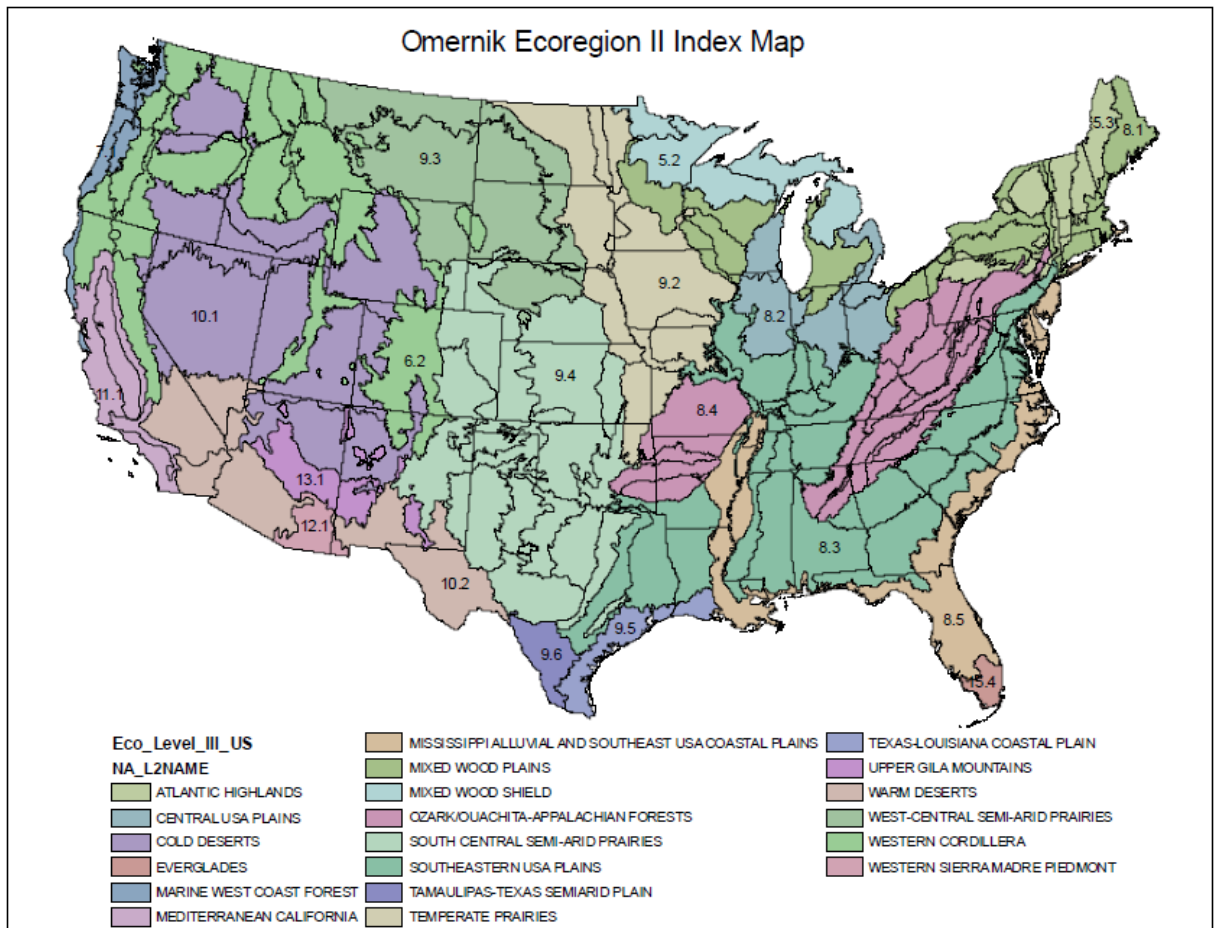 Omernik Ecoregion II Index Map
5.3
8.1
5.2
9.3
9.2
10.1
8.2
6.2
9.4
11.1
8.4
13.1
12.1
8.3
10.2
9.5
8.5
9.6
15.4
Eco_Level_III_US
NA_L2NAME
ATLANTIC HIGHLANDS
CENTRAL USA PLAINS
COLD DESERTS
EVERGLADES
MARINE WEST COAST FOREST
MEDITERRANEAN CALIFORNIA
MISSISSIPPI ALLUVIAL AND SOUTHEAST USA COASTAL PLAINS
MIXED WOOD PLAINS
MIXED WOOD SHIELD
OZARK/OUACHITA-APPALACHIAN FORESTS
SOUTH CENTRAL SEMI-ARID PRAIRIES
SOUTHEASTERN USA PLAINS
TAMAULIPAS-TEXAS SEMIARID PLAIN
TEMPERATE PRAIRIES
TEXAS-LOUISIANA COASTAL PLAIN
UPPER GILA MOUNTAINS
WARM DESERTS
WEST-CENTRAL SEMI-ARID PRAIRIES
WESTERN CORDILLERA
WESTERN SIERRA MADRE PIEDMONT